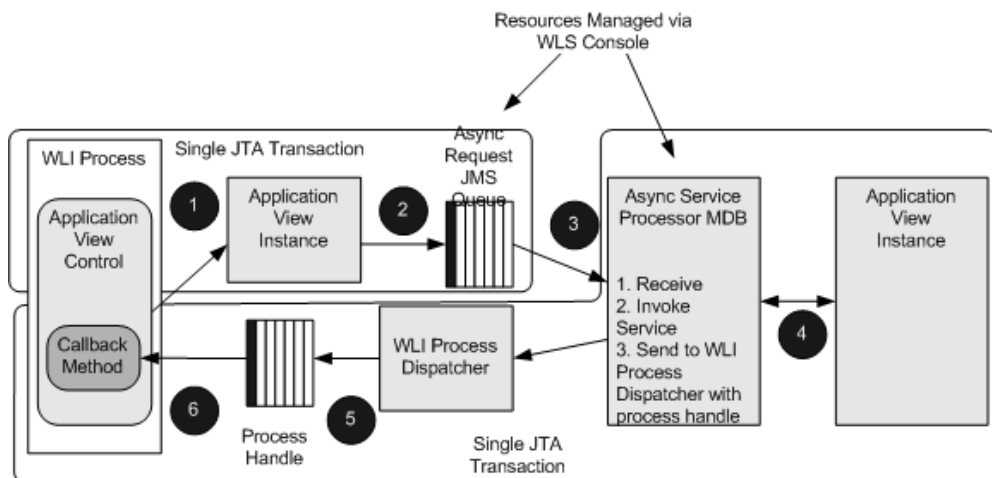 Resources Managed via
WLS Console
Single JTA Transaction
Async
Request
JMS
Queue
WLI Process
Application
View
Control
1
Application
View
Instance
2
3
Async Service
Processor MDB
1. Receive
2. Invoke
Service
3. Send to WLI
Process
Dispatcher with
process handle
Application
View
Instance
4
Callback
Method
WLI Process
Dispatcher
6
Process
Handle
5
Single JTA
Transaction